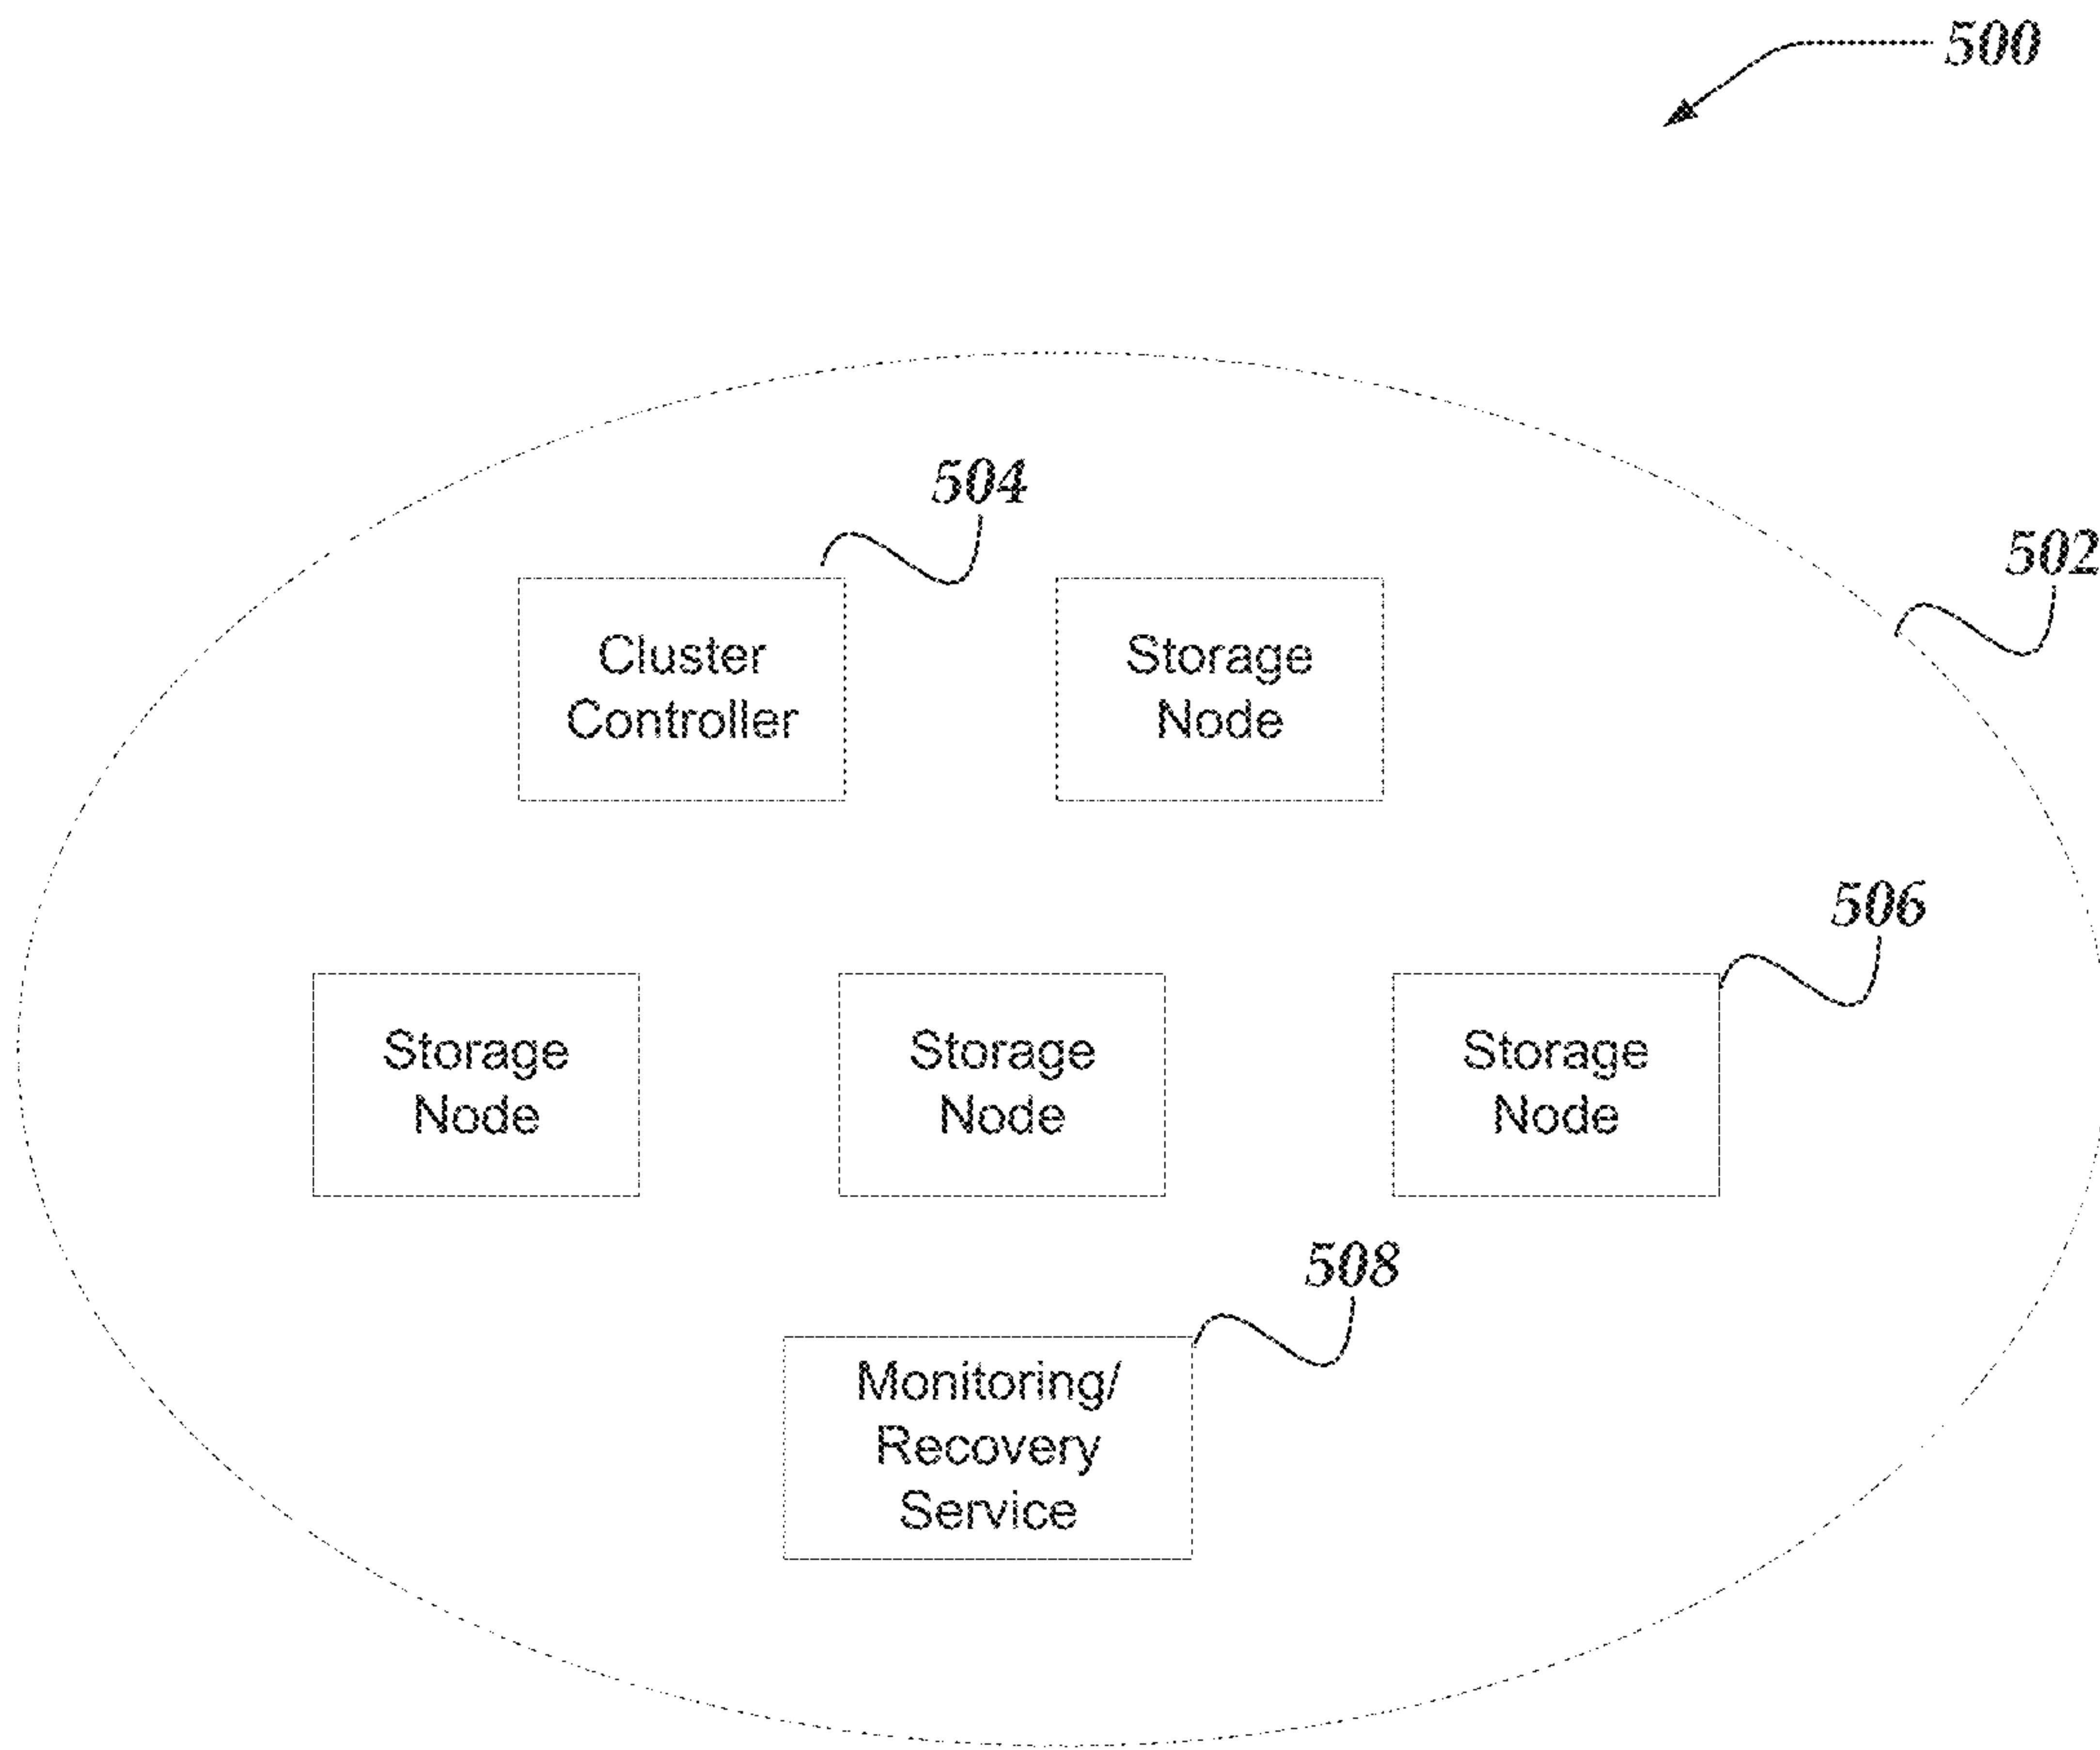 500
504
502
Cluster
Controller
Storage
Node
506
Storage
Node
Storage
Node
Storage
Node
508
Monitoring/
Recovery
Service